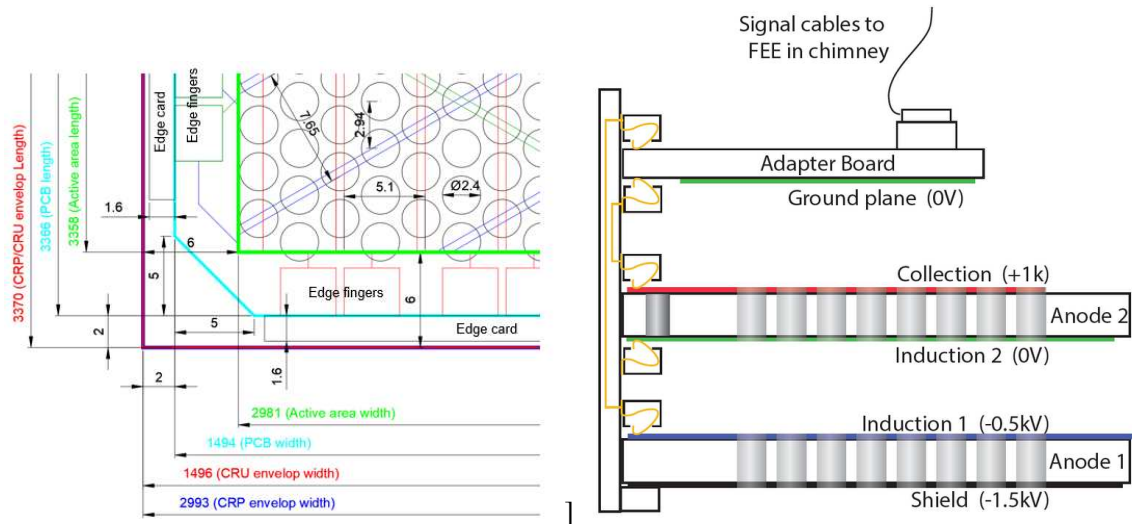 Edge card
Edge fingers
3370 (CRP/CRU envelop Length)
3366 (PCB length)
3358 (Active area length)
7.65
2.94
5.1
Ø2.4
1.6
6
5
Edge fingers
6
2
5
Edge card
2
1.6
2981 (Active area width)
1494 (PCB width)
1496 (CRU envelop width)
2993 (CRP envelop width)
]
Signal cables to
FEE in chimney
Adapter Board
Ground plane (0V)
Collection (+1k)
Anode 2
Induction 2 (0V)
Induction 1 (-0.5kV)
Anode 1
Shield (-1.5kV)